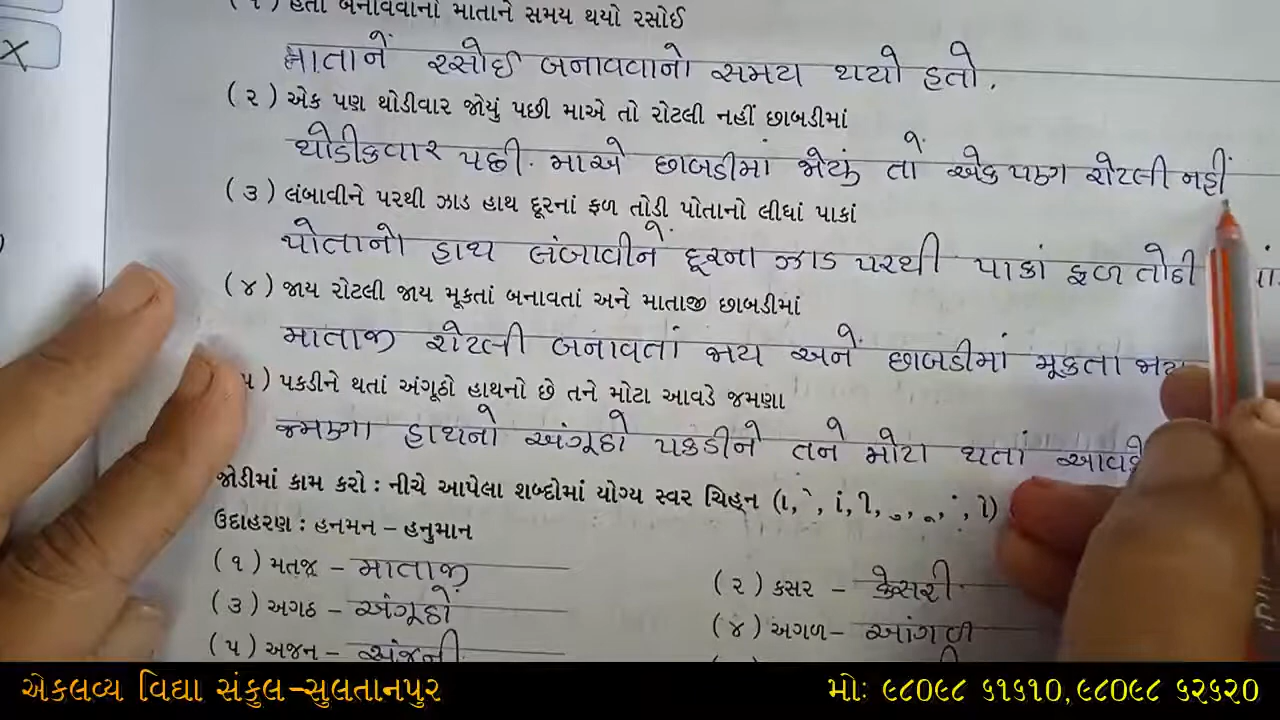 (૧) હતો બનાવવાનો માતાને સમય થયો રસોઈ
માતાને રસોઈ બનાવવાનો સમય થયો હતો.
(૨) એક પણ થોડીવાર જોયું પછી માએ તો રોટલી નહીં છાબડીમાં
થોડીકવાર પછી. માએ છાબડીમાં જોયું તો એકે પણ રોટલી નહીં
(૩) લંબાવીને પરથી ઝાડ હાથ દૂરનાં ફળ તોડી પોતાનો લીધાં પાકાં
પોતાનો હાથ લંબાવીને દૂરના ઝાડ પરથી પાકાં ફળ તોડી
(૪) જાય રોટલી જાય મૂકતાં બનાવતાં અને માતાજી છાબડીમાં
માતાજી રોટલી બનાવતાં જાય અને છાબડીમાં મૂકતા જાય
૫) પકડીને થતાં અંગૂઠો હાથનો છે તને મોટા આવડે જમણા
જમણા હાથનો અંગૂઠો પકડીને તને મોટા થતાં આવડે
જોડીમાં કામ કરો : નીચે આપેલા શબ્દોમાં યોગ્ય સ્વર ચિહ્ન (ા, ે, ાં, ી, ુ, ૂ, ં, ો)
ઉદાહરણ : હનમન – હનુમાન
(૧) મતજ – માતાજી (૨) કસર – કેસરી
(૩) અગઠ – અંગૂઠો (૪) અગળ– આંગળી
(૫) અજન – અંજની
એકલવ્ય વિદ્યા સંકુલ-સુલતાનપુર મોઃ ૯૮૦૯૮ ૬૧૬૧૦,૯૮૦૯૮ ૬૨૬૨૦